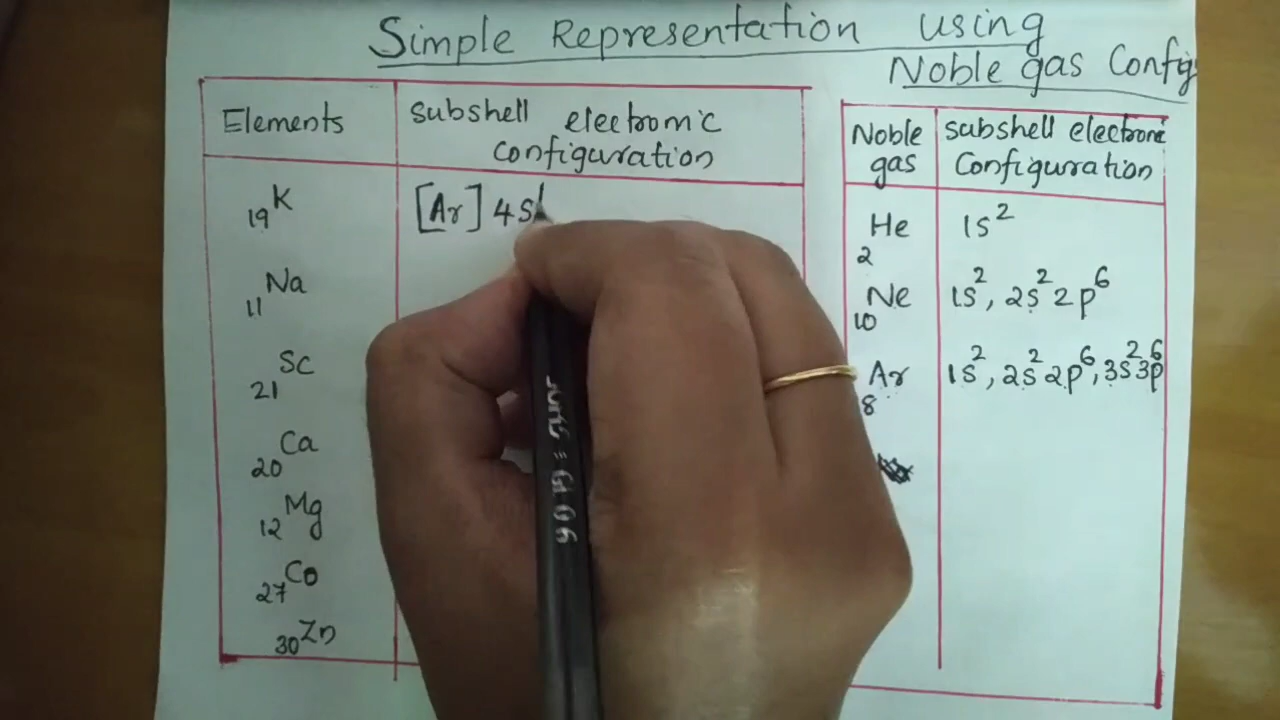 Simple Representation using
Noble gas Config
Elements
subshell electronic
configuration
19K
[Ar] 4s1
11Na
21Sc
20Ca
12Mg
27Co
30Zn
Noble
gas
subshell electronic
Configuration
He
2
1s2
Ne
10
1s2, 2s2 2p6
Ar
8
1s2, 2s2 2p6, 3s2 3p6